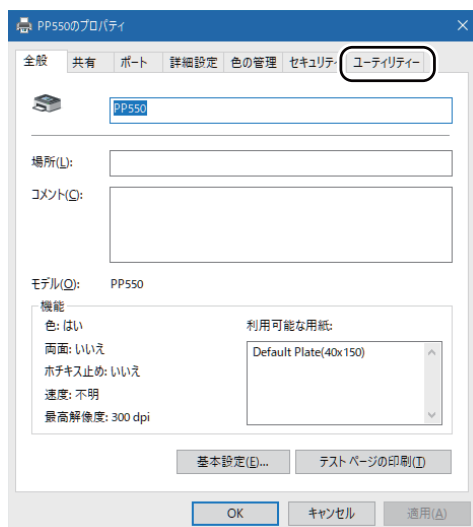 PP550のプロパティ
全般 共有 ポート 詳細設定 色の管理 セキュリティ ユーティリティー
PP550
場所(L):
コメント(C):
モデル(O): PP550
機能
色: はい 利用可能な用紙:
両面: いいえ Default Plate(40x150)
ホチキス止め: いいえ
速度: 不明
最高解像度: 300 dpi
基本設定(E)... テスト ページの印刷(T)
OK キャンセル 適用(A)